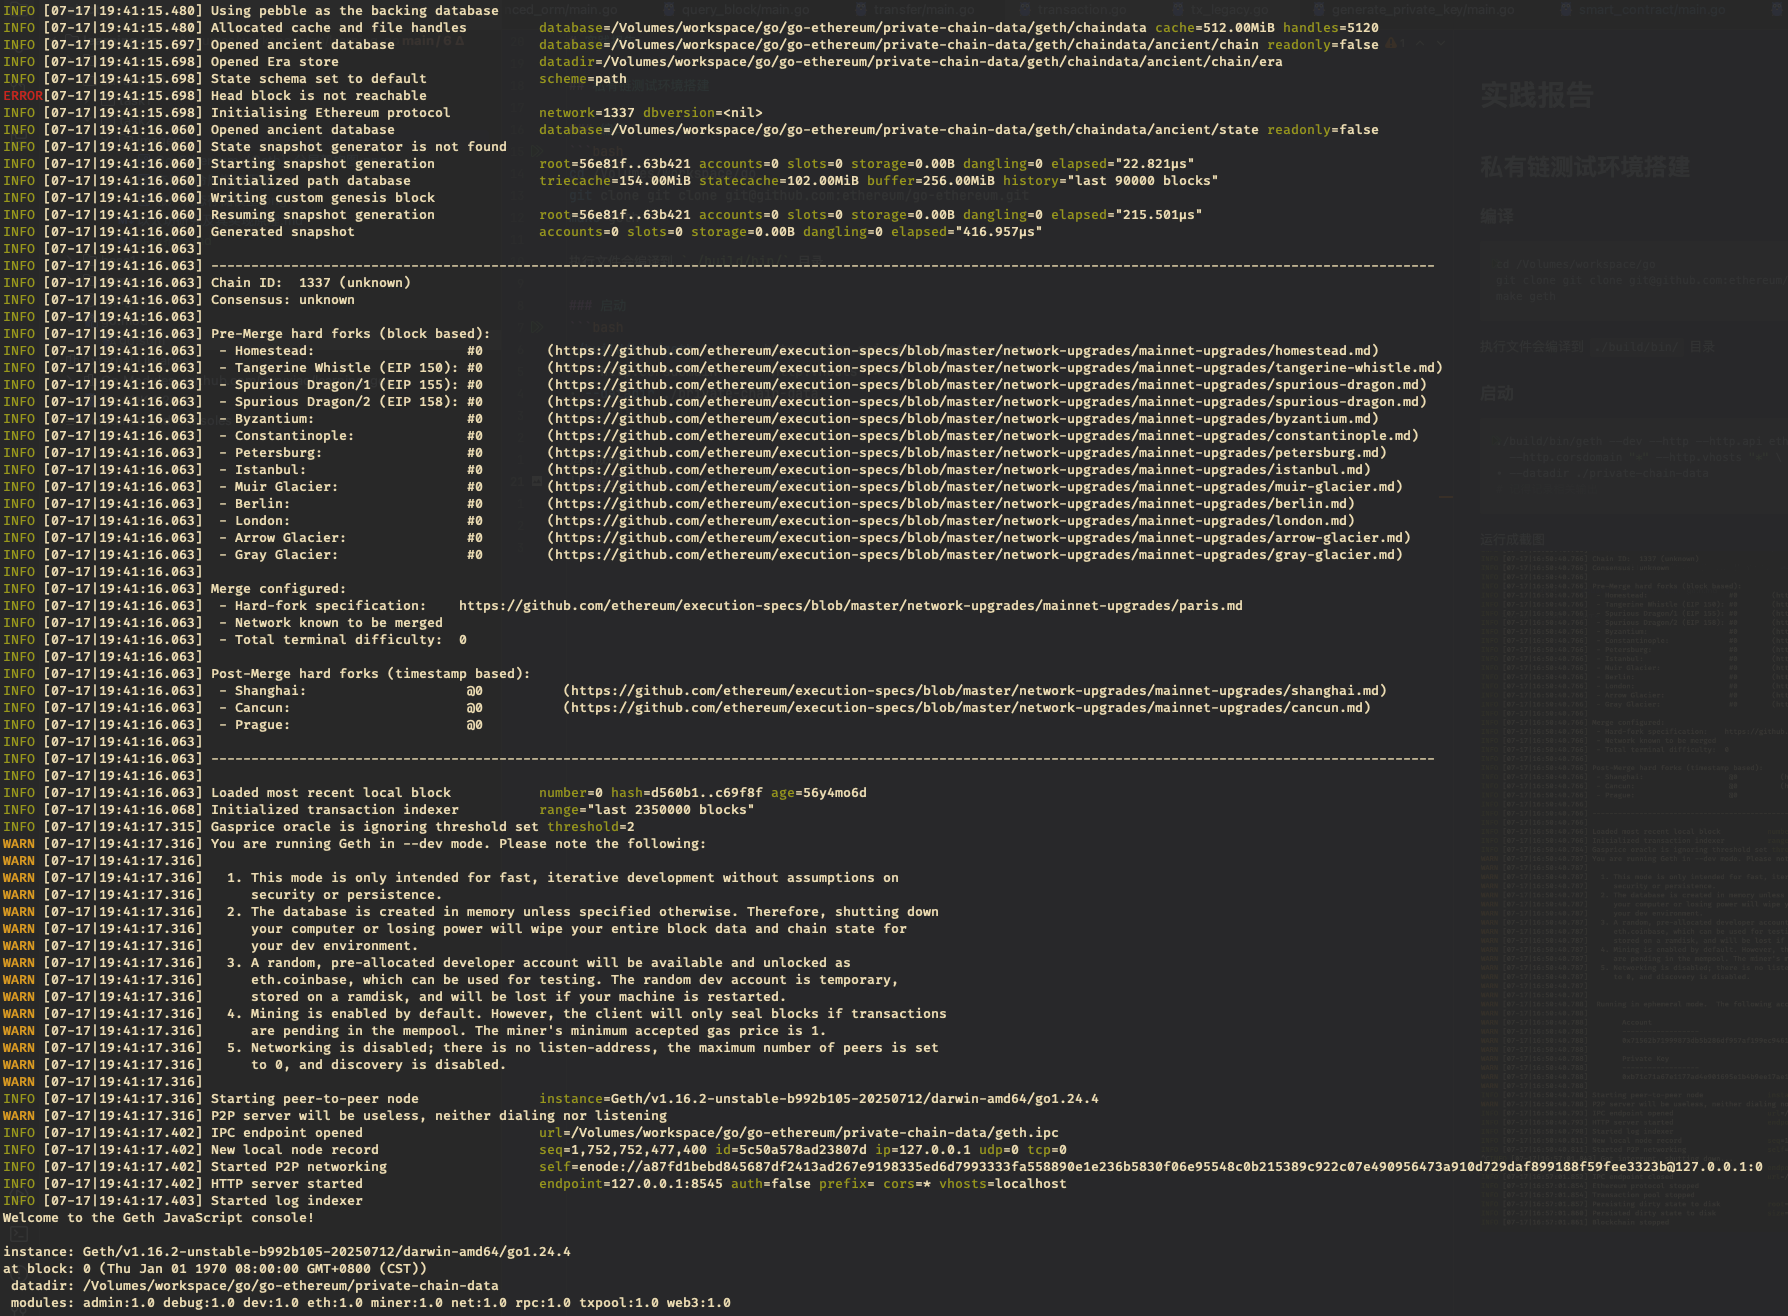 INFO [07-17|19:41:15.480] Using pebble as the backing database
INFO [07-17|19:41:15.480] Allocated cache and file handles database=/Volumes/workspace/go/go-ethereum/private-chain-data/geth/chaindata cache=512.00MiB handles=5120
INFO [07-17|19:41:15.697] Opened ancient database database=/Volumes/workspace/go/go-ethereum/private-chain-data/geth/chaindata/ancient/chain readonly=false
INFO [07-17|19:41:15.698] Opened Era store datadir=/Volumes/workspace/go/go-ethereum/private-chain-data/geth/chaindata/ancient/chain/era
INFO [07-17|19:41:15.698] State schema set to default scheme=path
ERROR[07-17|19:41:15.698] Head block is not reachable
INFO [07-17|19:41:15.698] Initialising Ethereum protocol network=1337 dbversion=<nil>
INFO [07-17|19:41:16.060] Opened ancient database database=/Volumes/workspace/go/go-ethereum/private-chain-data/geth/chaindata/ancient/state readonly=false
INFO [07-17|19:41:16.060] State snapshot generator is not found
INFO [07-17|19:41:16.060] Starting snapshot generation root=56e81f..63b421 accounts=0 slots=0 storage=0.00B dangling=0 elapsed="22.821µs"
INFO [07-17|19:41:16.060] Initialized path database triecache=154.00MiB statecache=102.00MiB buffer=256.00MiB history="last 90000 blocks"
INFO [07-17|19:41:16.060] Writing custom genesis block
INFO [07-17|19:41:16.060] Resuming snapshot generation root=56e81f..63b421 accounts=0 slots=0 storage=0.00B dangling=0 elapsed="215.501µs"
INFO [07-17|19:41:16.060] Generated snapshot accounts=0 slots=0 storage=0.00B dangling=0 elapsed="416.957µs"
INFO [07-17|19:41:16.063]
INFO [07-17|19:41:16.063] ---------------------------------------------------------------------------------------------------------------------------------------------------------
INFO [07-17|19:41:16.063] Chain ID:  1337 (unknown)
INFO [07-17|19:41:16.063] Consensus: unknown
INFO [07-17|19:41:16.063]
INFO [07-17|19:41:16.063] Pre-Merge hard forks (block based):
INFO [07-17|19:41:16.063]  - Homestead: #0 (https://github.com/ethereum/execution-specs/blob/master/network-upgrades/mainnet-upgrades/homestead.md)
INFO [07-17|19:41:16.063]  - Tangerine Whistle (EIP 150): #0 (https://github.com/ethereum/execution-specs/blob/master/network-upgrades/mainnet-upgrades/tangerine-whistle.md)
INFO [07-17|19:41:16.063]  - Spurious Dragon/1 (EIP 155): #0 (https://github.com/ethereum/execution-specs/blob/master/network-upgrades/mainnet-upgrades/spurious-dragon.md)
INFO [07-17|19:41:16.063]  - Spurious Dragon/2 (EIP 158): #0 (https://github.com/ethereum/execution-specs/blob/master/network-upgrades/mainnet-upgrades/spurious-dragon.md)
INFO [07-17|19:41:16.063]  - Byzantium: #0 (https://github.com/ethereum/execution-specs/blob/master/network-upgrades/mainnet-upgrades/byzantium.md)
INFO [07-17|19:41:16.063]  - Constantinople: #0 (https://github.com/ethereum/execution-specs/blob/master/network-upgrades/mainnet-upgrades/constantinople.md)
INFO [07-17|19:41:16.063]  - Petersburg: #0 (https://github.com/ethereum/execution-specs/blob/master/network-upgrades/mainnet-upgrades/petersburg.md)
INFO [07-17|19:41:16.063]  - Istanbul: #0 (https://github.com/ethereum/execution-specs/blob/master/network-upgrades/mainnet-upgrades/istanbul.md)
INFO [07-17|19:41:16.063]  - Muir Glacier: #0 (https://github.com/ethereum/execution-specs/blob/master/network-upgrades/mainnet-upgrades/muir-glacier.md)
INFO [07-17|19:41:16.063]  - Berlin: #0 (https://github.com/ethereum/execution-specs/blob/master/network-upgrades/mainnet-upgrades/berlin.md)
INFO [07-17|19:41:16.063]  - London: #0 (https://github.com/ethereum/execution-specs/blob/master/network-upgrades/mainnet-upgrades/london.md)
INFO [07-17|19:41:16.063]  - Arrow Glacier: #0 (https://github.com/ethereum/execution-specs/blob/master/network-upgrades/mainnet-upgrades/arrow-glacier.md)
INFO [07-17|19:41:16.063]  - Gray Glacier: #0 (https://github.com/ethereum/execution-specs/blob/master/network-upgrades/mainnet-upgrades/gray-glacier.md)
INFO [07-17|19:41:16.063]
INFO [07-17|19:41:16.063] Merge configured:
INFO [07-17|19:41:16.063]  - Hard-fork specification: https://github.com/ethereum/execution-specs/blob/master/network-upgrades/mainnet-upgrades/paris.md
INFO [07-17|19:41:16.063]  - Network known to be merged
INFO [07-17|19:41:16.063]  - Total terminal difficulty:  0
INFO [07-17|19:41:16.063]
INFO [07-17|19:41:16.063] Post-Merge hard forks (timestamp based):
INFO [07-17|19:41:16.063]  - Shanghai: @0 (https://github.com/ethereum/execution-specs/blob/master/network-upgrades/mainnet-upgrades/shanghai.md)
INFO [07-17|19:41:16.063]  - Cancun: @0 (https://github.com/ethereum/execution-specs/blob/master/network-upgrades/mainnet-upgrades/cancun.md)
INFO [07-17|19:41:16.063]  - Prague: @0
INFO [07-17|19:41:16.063]
INFO [07-17|19:41:16.063] ---------------------------------------------------------------------------------------------------------------------------------------------------------
INFO [07-17|19:41:16.063]
INFO [07-17|19:41:16.063] Loaded most recent local block number=0 hash=d560b1..c69f8f age=56y4mo6d
INFO [07-17|19:41:16.068] Initialized transaction indexer range="last 2350000 blocks"
INFO [07-17|19:41:17.315] Gasprice oracle is ignoring threshold set threshold=2
WARN [07-17|19:41:17.316] You are running Geth in --dev mode. Please note the following:
WARN [07-17|19:41:17.316]
WARN [07-17|19:41:17.316]   1. This mode is only intended for fast, iterative development without assumptions on
WARN [07-17|19:41:17.316]      security or persistence.
WARN [07-17|19:41:17.316]   2. The database is created in memory unless specified otherwise. Therefore, shutting down
WARN [07-17|19:41:17.316]      your computer or losing power will wipe your entire block data and chain state for
WARN [07-17|19:41:17.316]      your dev environment.
WARN [07-17|19:41:17.316]   3. A random, pre-allocated developer account will be available and unlocked as
WARN [07-17|19:41:17.316]      eth.coinbase, which can be used for testing. The random dev account is temporary,
WARN [07-17|19:41:17.316]      stored on a ramdisk, and will be lost if your machine is restarted.
WARN [07-17|19:41:17.316]   4. Mining is enabled by default. However, the client will only seal blocks if transactions
WARN [07-17|19:41:17.316]      are pending in the mempool. The miner's minimum accepted gas price is 1.
WARN [07-17|19:41:17.316]   5. Networking is disabled; there is no listen-address, the maximum number of peers is set
WARN [07-17|19:41:17.316]      to 0, and discovery is disabled.
WARN [07-17|19:41:17.316]
INFO [07-17|19:41:17.316] Starting peer-to-peer node instance=Geth/v1.16.2-unstable-b992b105-20250712/darwin-amd64/go1.24.4
WARN [07-17|19:41:17.316] P2P server will be useless, neither dialing nor listening
INFO [07-17|19:41:17.402] IPC endpoint opened url=/Volumes/workspace/go/go-ethereum/private-chain-data/geth.ipc
INFO [07-17|19:41:17.402] New local node record seq=1,752,752,477,400 id=5c50a578ad23807d ip=127.0.0.1 udp=0 tcp=0
INFO [07-17|19:41:17.402] Started P2P networking self=enode://a87fd1bebd845687df2413ad267e9198335ed6d7993333fa558890e1e236b5830f06e95548c0b215389c922c07e490956473a910d729daf899188f59fee3323b@127.0.0.1:0
INFO [07-17|19:41:17.402] HTTP server started endpoint=127.0.0.1:8545 auth=false prefix= cors=* vhosts=localhost
INFO [07-17|19:41:17.403] Started log indexer
Welcome to the Geth JavaScript console!
instance: Geth/v1.16.2-unstable-b992b105-20250712/darwin-amd64/go1.24.4
at block: 0 (Thu Jan 01 1970 08:00:00 GMT+0800 (CST))
datadir: /Volumes/workspace/go/go-ethereum/private-chain-data
modules: admin:1.0 debug:1.0 dev:1.0 eth:1.0 miner:1.0 net:1.0 rpc:1.0 txpool:1.0 web3:1.0
实践报告
私有链测试环境搭建
编译
启动